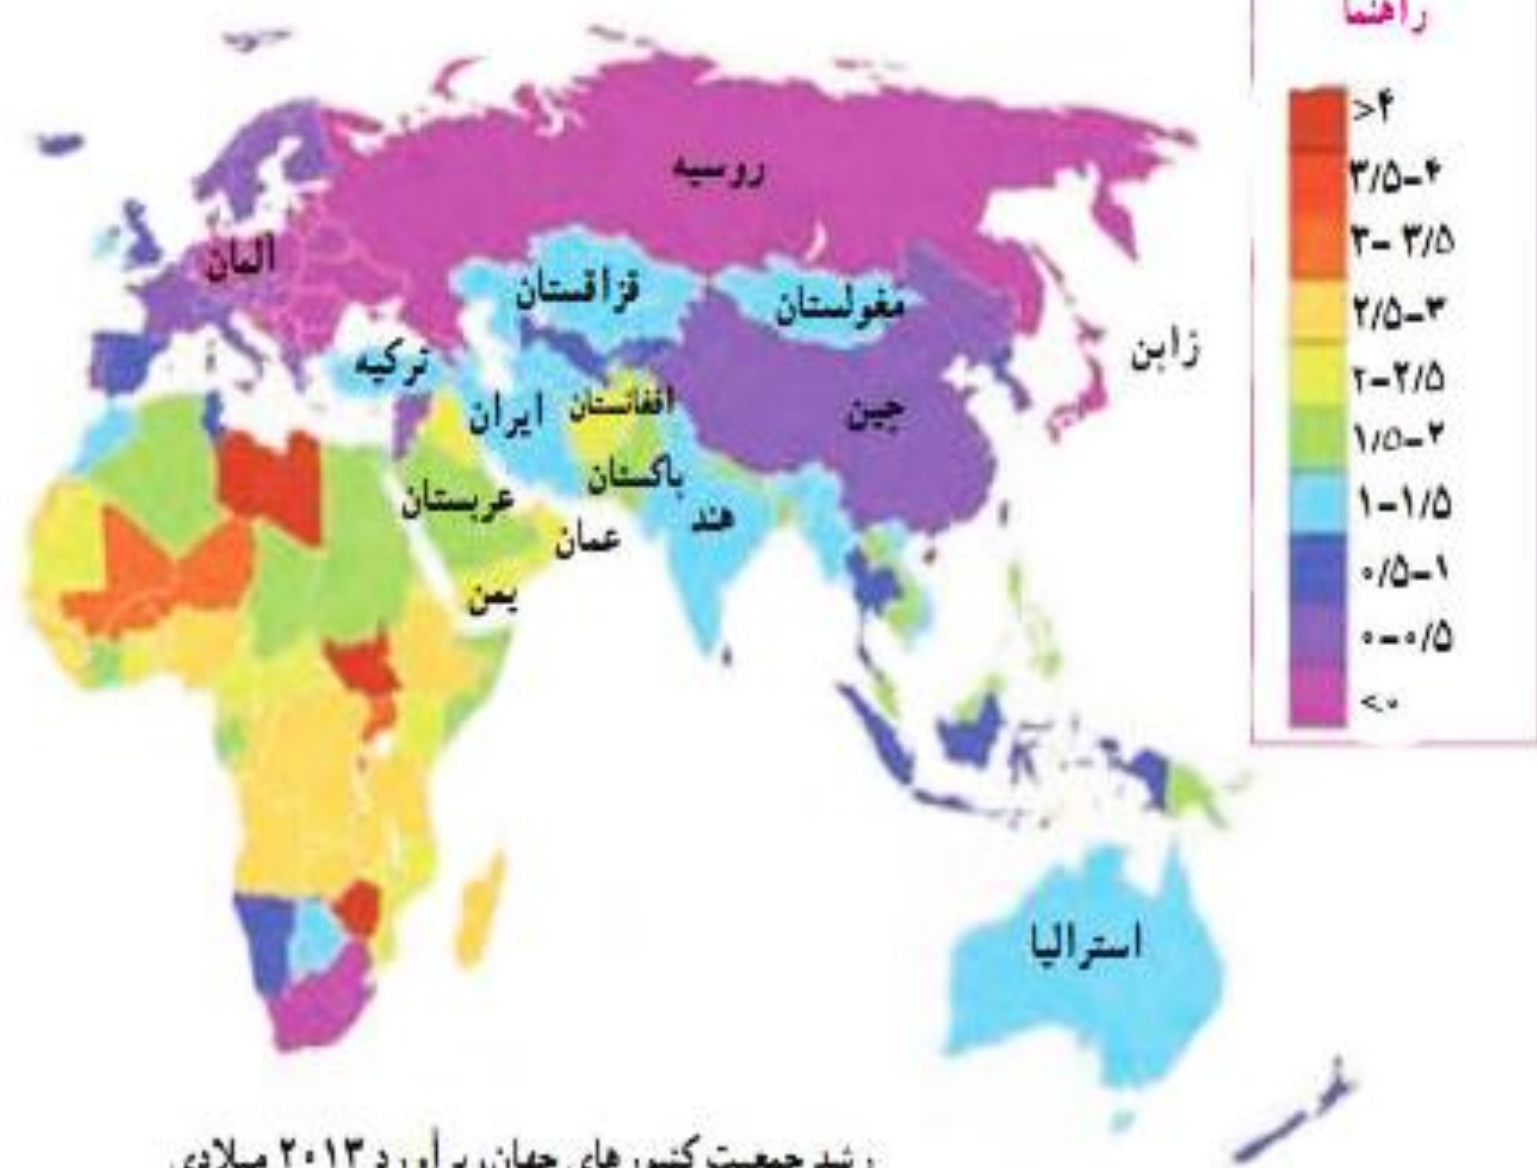 راهنما
>۴
۳/۵-۴
۳- ۳/۵
۲/۵-۳
۲-۲/۵
۱/۵-۲
۱-۱/۵
۰/۵-۱
۰-۰/۵
<۰
روسیه
آلمان
قزاقستان
مغولستان
ژاپن
ترکیه
ایران
افغانستان
چین
پاکستان
عربستان
هند
عمان
یمن
استرالیا
رشد جمعیت کشورهای جهان، برآورد ۲۰۱۳ میلادی